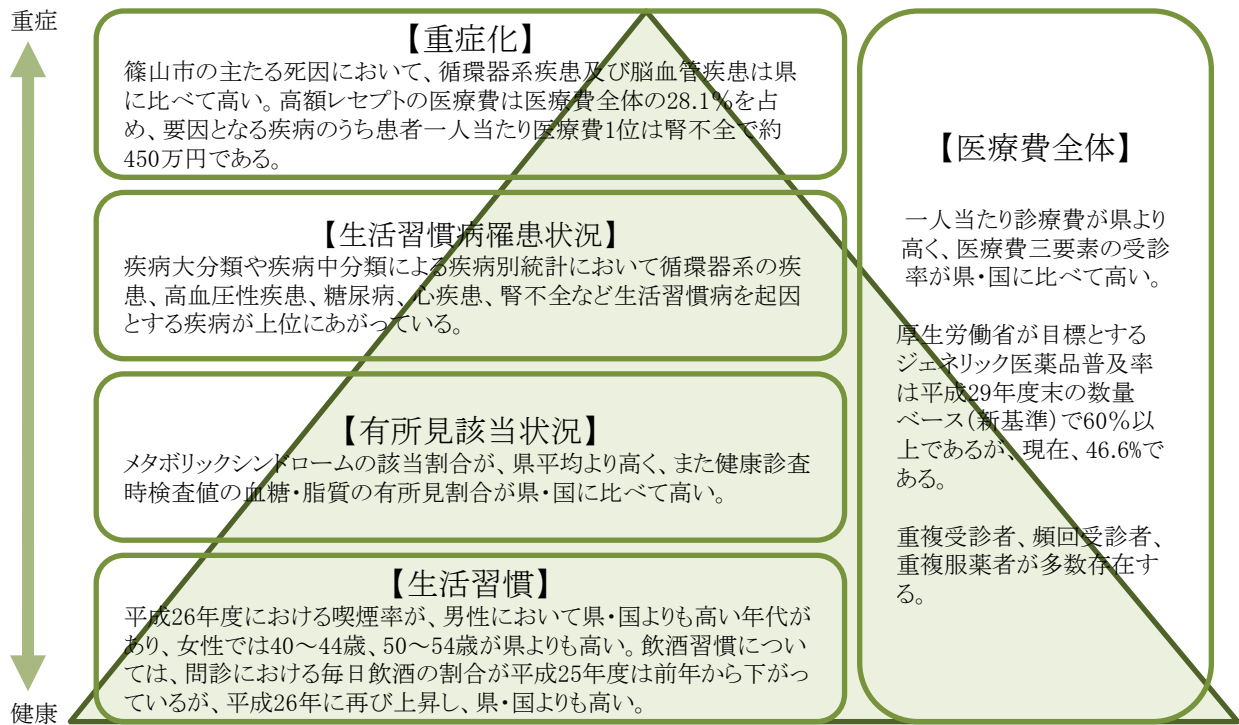 重症
【重症化】
篠山市の主たる死因において、循環器系疾患及び脳血管疾患は県
に比べて高い。高額レセプトの医療費は医療費全体の28.1％を占
め、要因となる疾病のうち患者一人当たり医療費1位は腎不全で約
450万円である。
【生活習慣病罹患状況】
疾病大分類や疾病中分類による疾病別統計において循環器系の疾
患、高血圧性疾患、糖尿病、心疾患、腎不全など生活習慣病を起因
とする疾病が上位にあがっている。
【有所見該当状況】
メタボリックシンドロームの該当割合が、県平均より高く、また健康診査
時検査値の血糖・脂質の有所見割合が県・国に比べて高い。
【生活習慣】
平成26年度における喫煙率が、男性において県・国よりも高い年代が
あり、女性では40～44歳、50～54歳が県よりも高い。飲酒習慣につい
ては、問診における毎日飲酒の割合が平成25年度は前年から下がっ
ているが、平成26年に再び上昇し、県・国よりも高い。
健康
【医療費全体】
一人当たり診療費が県より
高く、医療費三要素の受診
率が県・国に比べて高い。
厚生労働省が目標とする
ジェネリック医薬品普及率
は平成29年度末の数量
ベース（新基準）で60％以
上であるが、現在、46.6％で
ある。
重複受診者、頻回受診者、
重複服薬者が多数存在す
る。